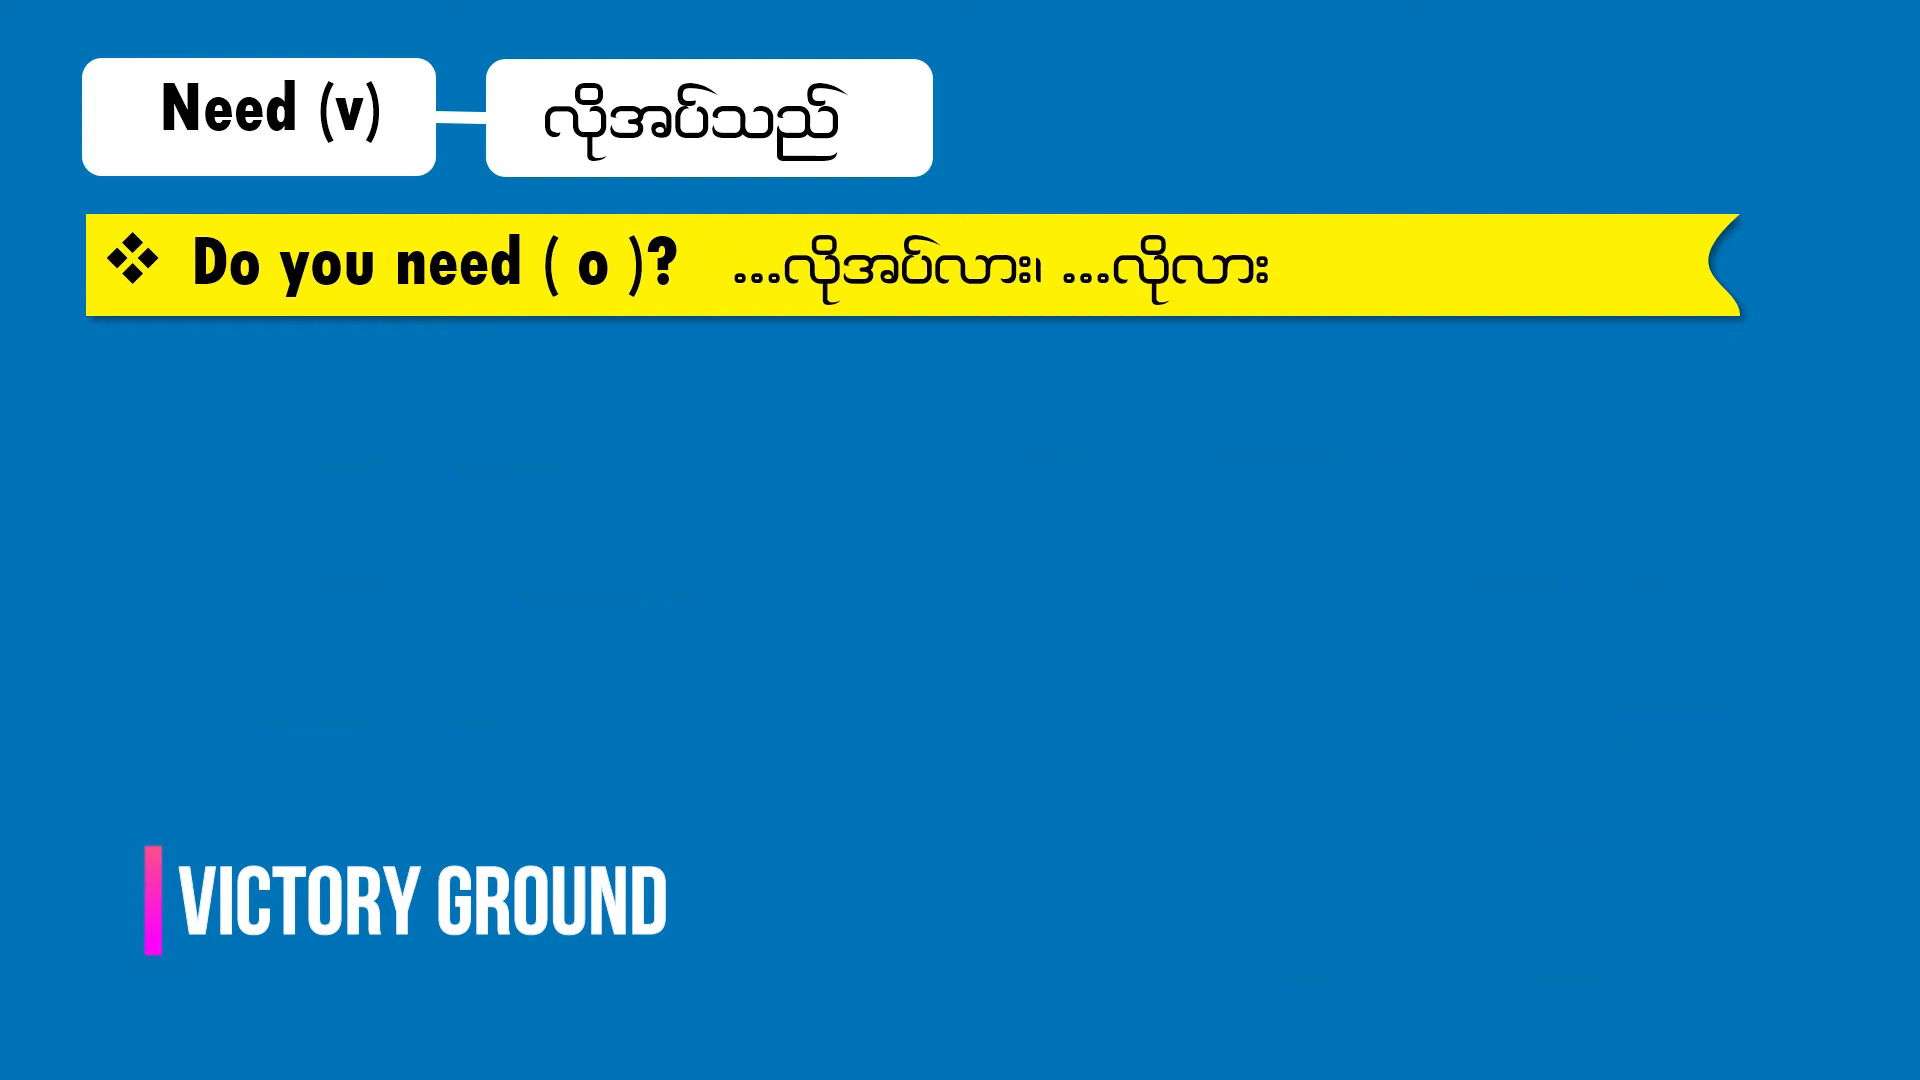 Need (v) လိုအပ်သည်
❖ Do you need ( o )? ...လိုအပ်လား၊ ...လိုလား
VICTORY GROUND